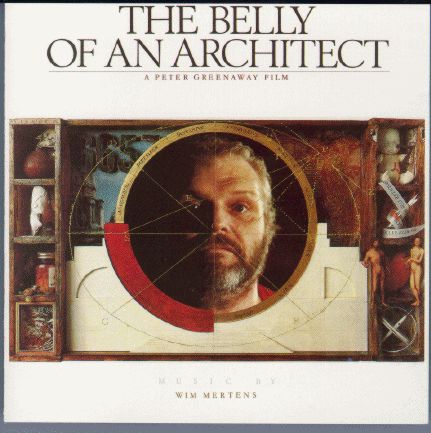 THE BELLY
OF AN ARCHITECT
A PETER GREENAWAY FILM
MUSIC BY
WIM MERTENS